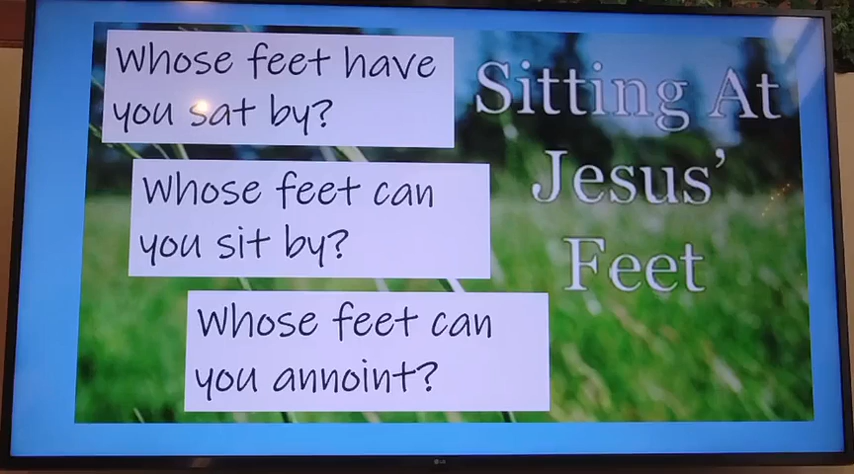 Whose feet have
you sat by?
Sitting At
Jesus'
Feet
Whose feet can
you sit by?
Whose feet can
you annoint?
LG